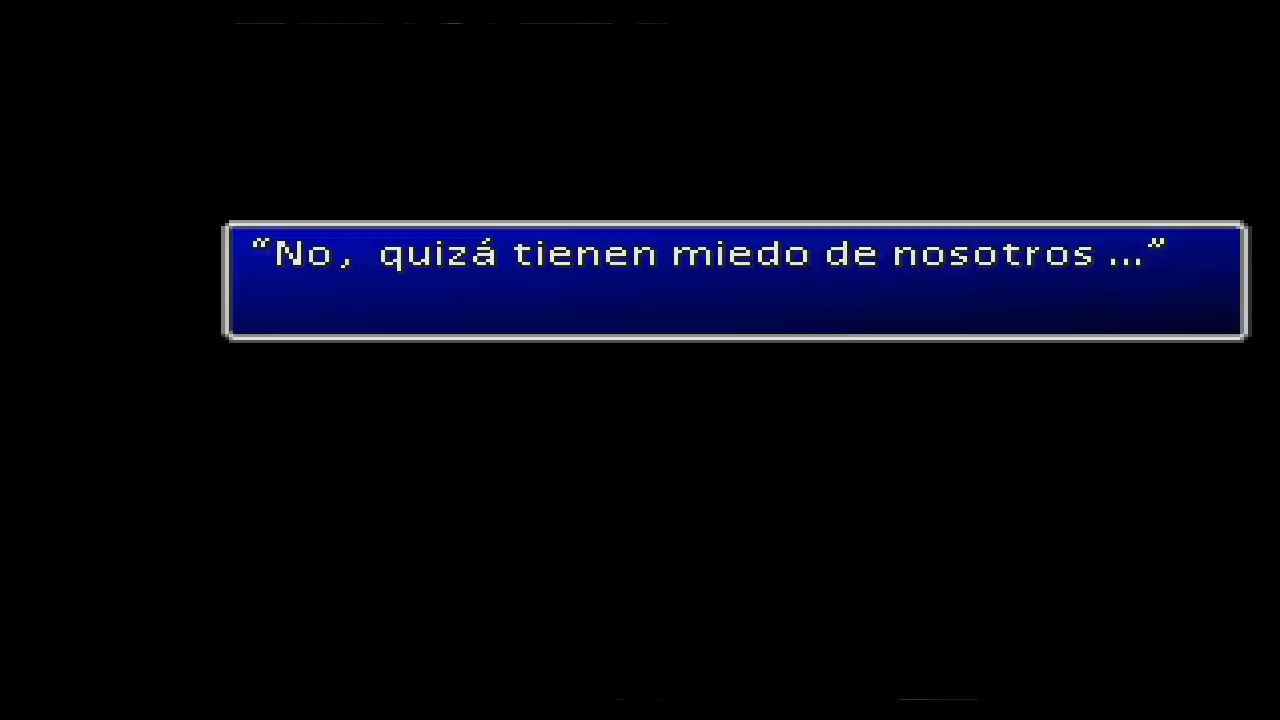 “No, quizá tienen miedo de nosotros ...”